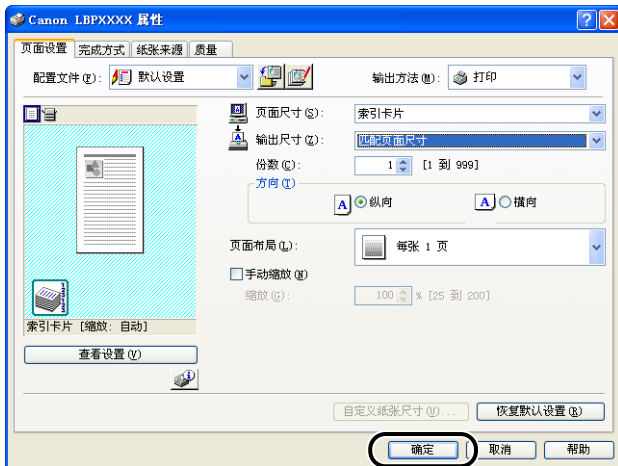 Canon LBPXXXX 属性
页面设置 完成方式 纸张来源 质量
配置文件(F): 默认设置 输出方法(M): 打印
页面尺寸(S): 索引卡片
输出尺寸(Z): 匹配页面尺寸
份数(C): 1 [1 到 999]
方向(T)
A 纵向 A 横向
页面布局(L): 每张 1 页
手动缩放(N)
缩放(G): 100 % [25 到 200]
索引卡片 [缩放: 自动]
查看设置(V)
自定义纸张尺寸(U)... 恢复默认设置(R)
确定 取消 帮助